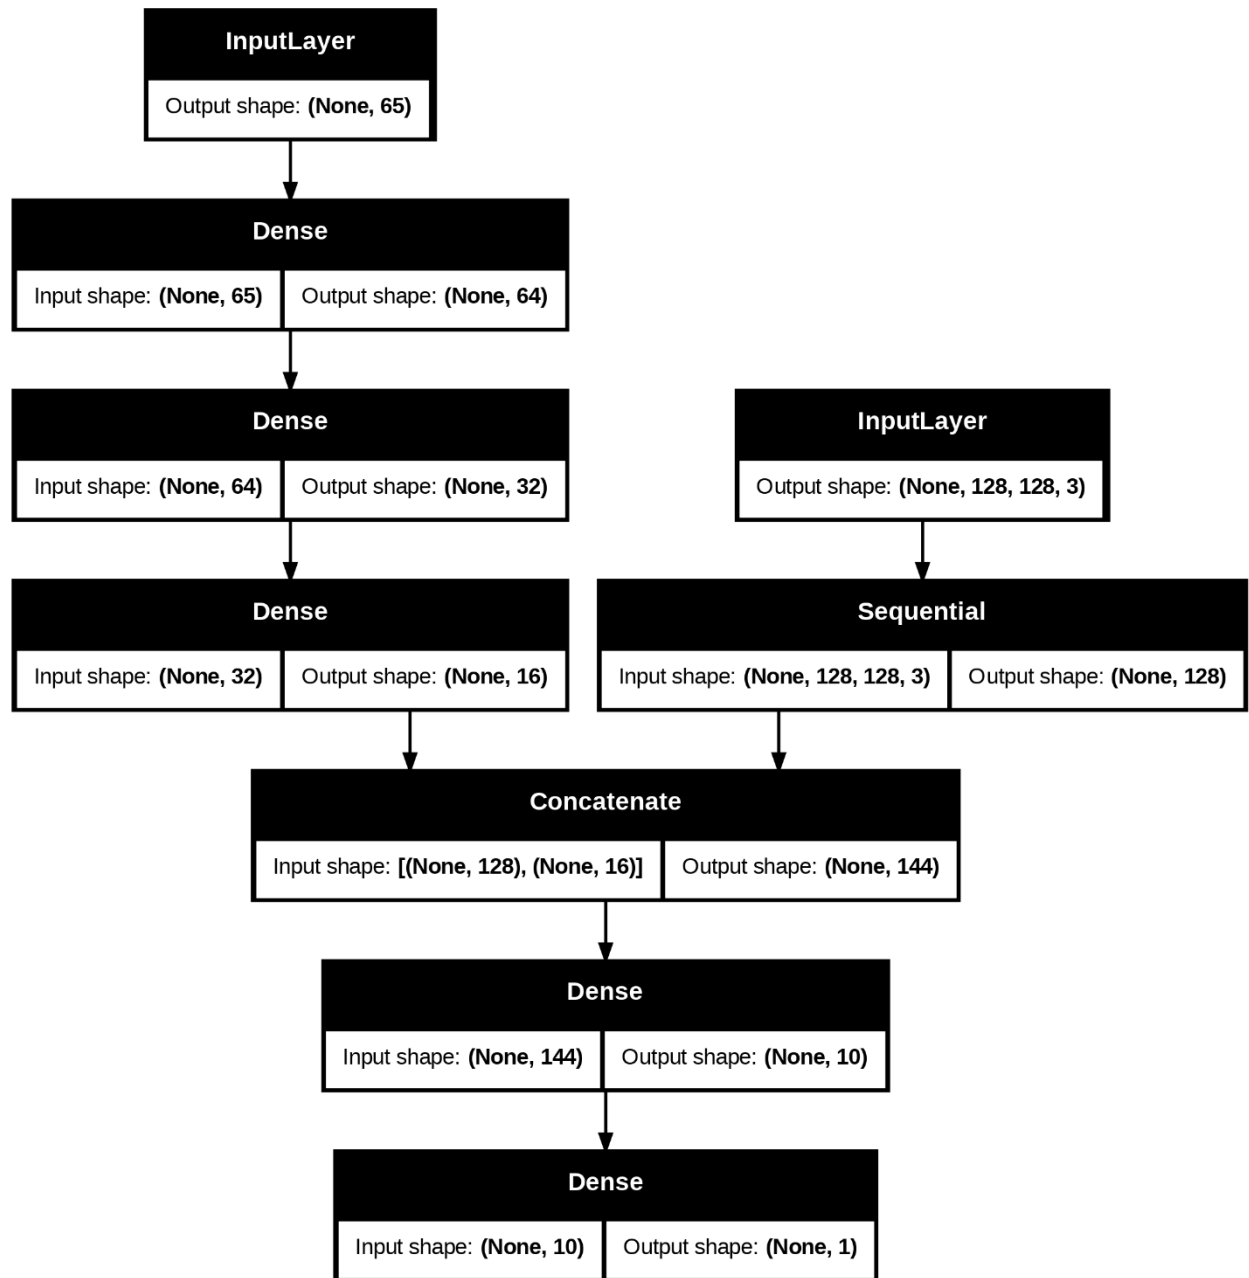 InputLayer
Output shape: (None, 65)
Dense
Input shape: (None, 65) Output shape: (None, 64)
Dense
Input shape: (None, 64) Output shape: (None, 32)
InputLayer
Output shape: (None, 128, 128, 3)
Dense
Input shape: (None, 32) Output shape: (None, 16)
Sequential
Input shape: (None, 128, 128, 3) Output shape: (None, 128)
Concatenate
Input shape: [(None, 128), (None, 16)] Output shape: (None, 144)
Dense
Input shape: (None, 144) Output shape: (None, 10)
Dense
Input shape: (None, 10) Output shape: (None, 1)